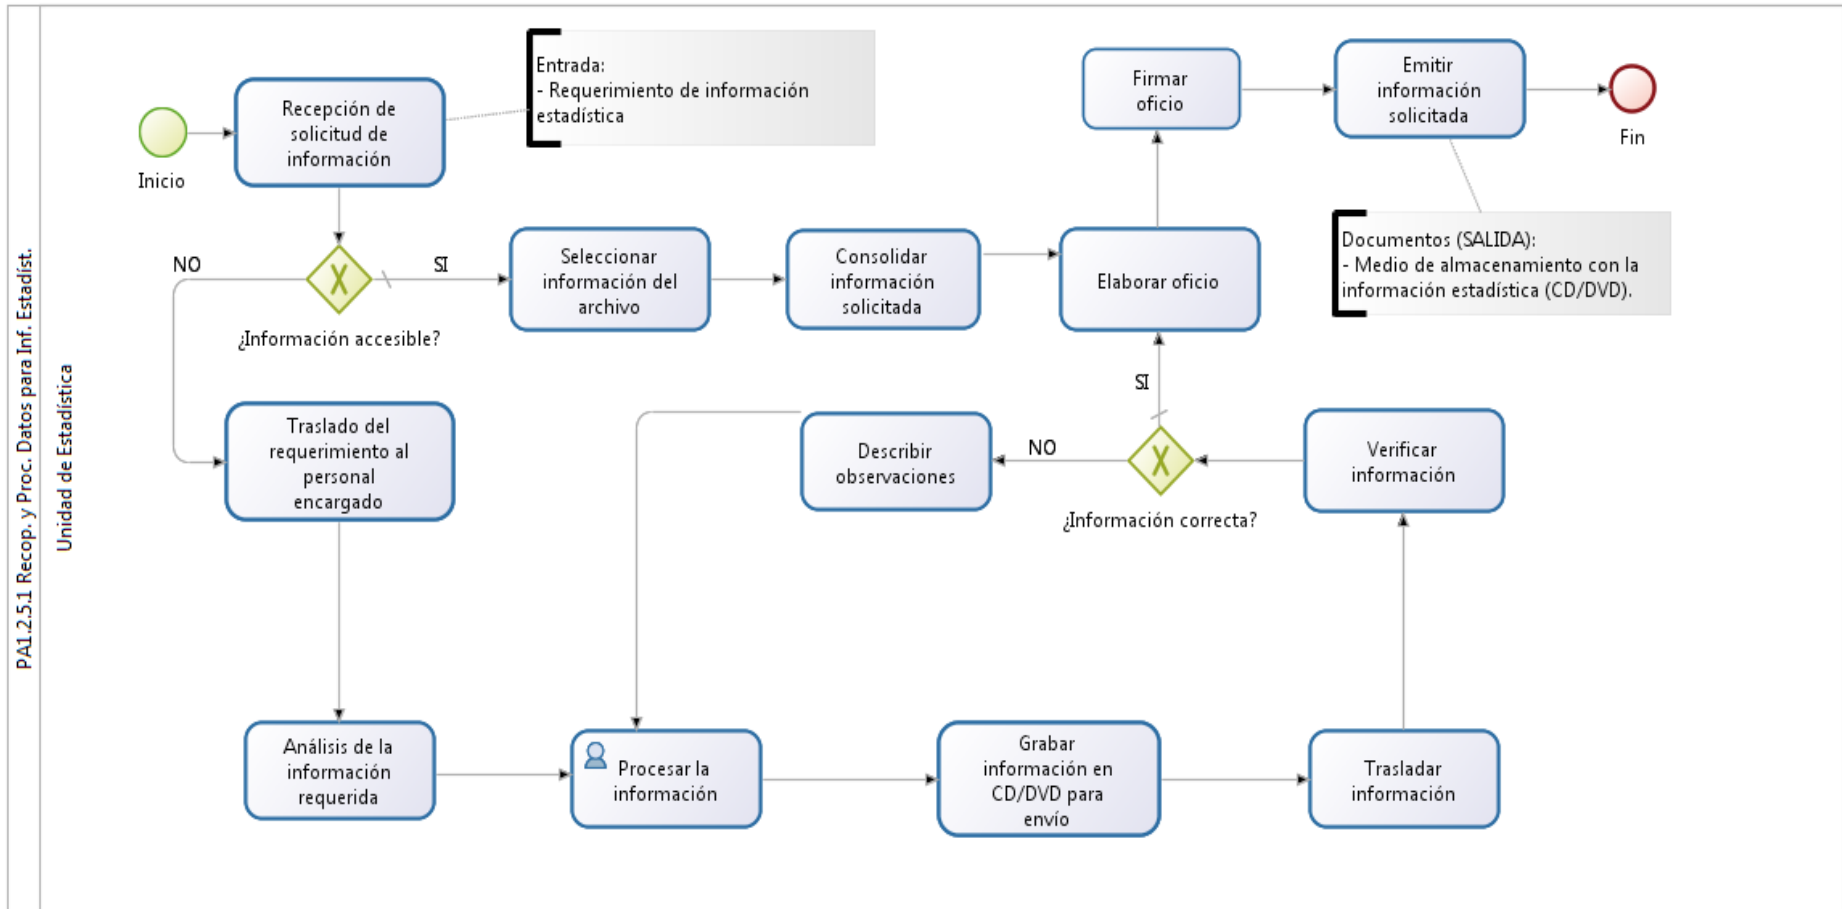 PA1.2.5.1 Recop. y Proc. Datos para Inf. Estadíst.
Unidad de Estadística
Inicio
Recepción de
solicitud de
información
Entrada:
- Requerimiento de información
estadística
Firmar
oficio
Emitir
información
solicitada
Fin
NO
SI
¿Información accesible?
Seleccionar
información del
archivo
Consolidar
información
solicitada
Elaborar oficio
Documentos (SALIDA):
- Medio de almacenamiento con la
información estadística (CD/DVD).
Traslado del
requerimiento al
personal
encargado
Describir
observaciones
NO
SI
¿Información correcta?
Verificar
información
Análisis de la
información
requerida
Procesar la
información
Grabar
información en
CD/DVD para
envío
Trasladar
información